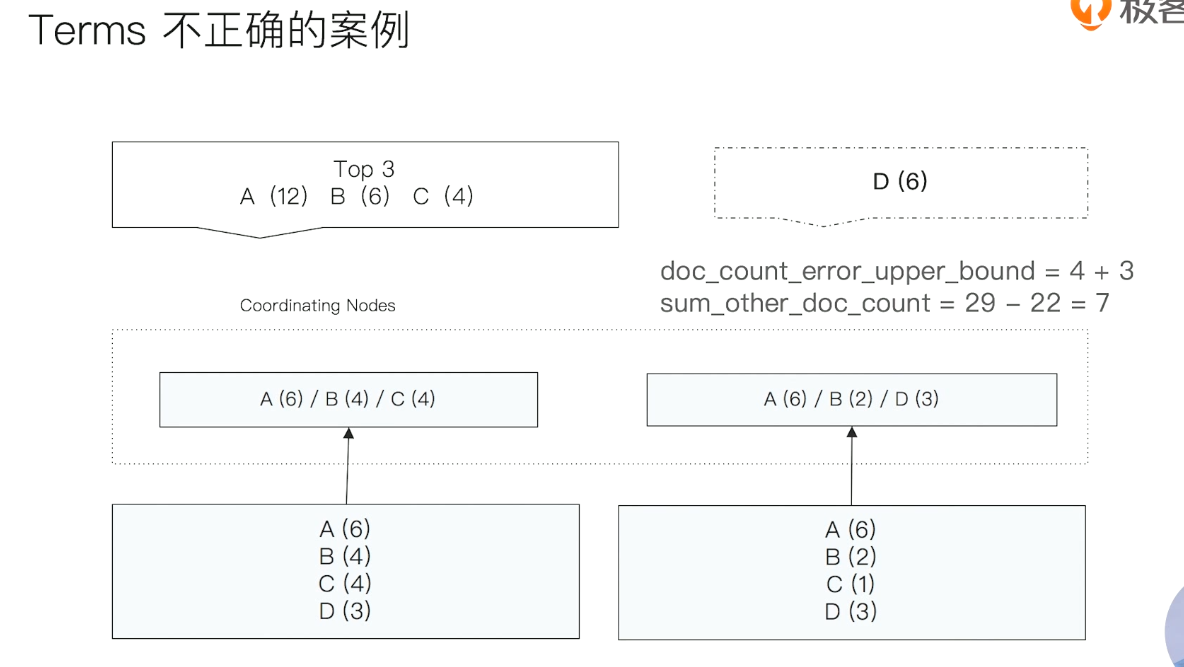 Terms 不正确的案例
极客
Top 3
A (12) B (6) C (4)
D (6)
doc_count_error_upper_bound = 4 + 3
sum_other_doc_count = 29 - 22 = 7
Coordinating Nodes
A (6) / B (4) / C (4)
A (6) / B (2) / D (3)
A (6)
B (4)
C (4)
D (3)
A (6)
B (2)
C (1)
D (3)